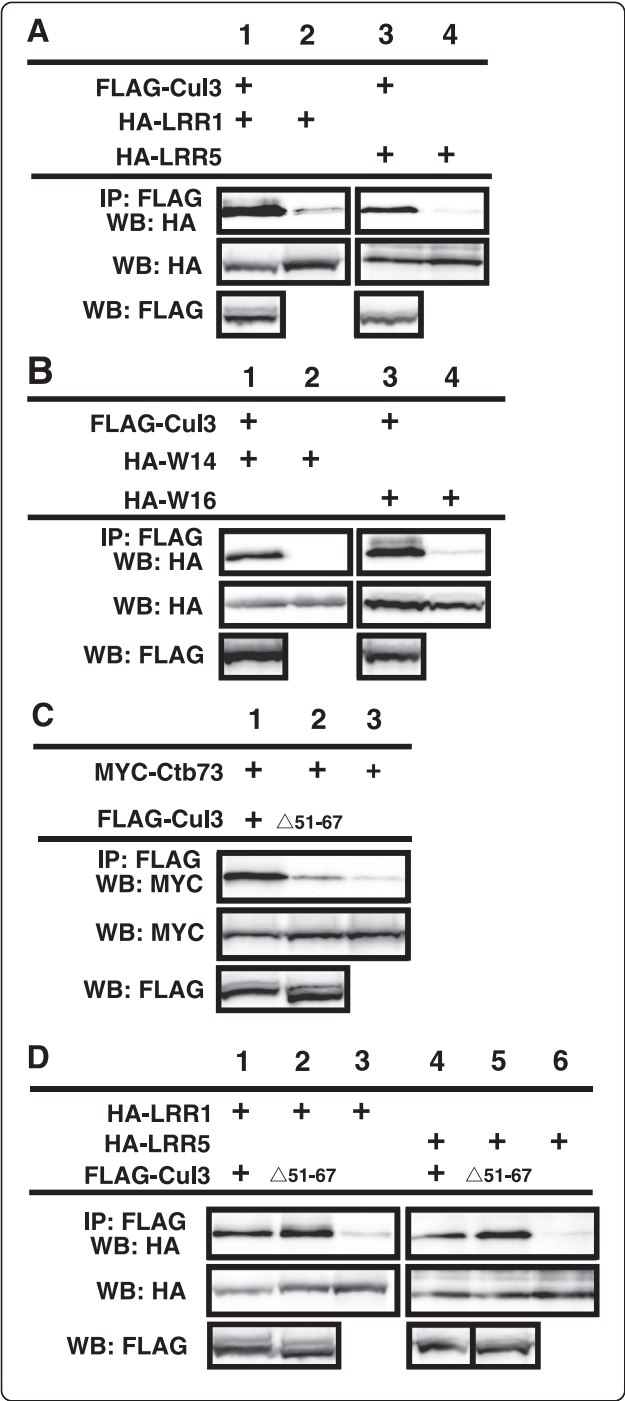 A 1 2 3 4
FLAG-Cul3 + +
HA-LRR1 + +
HA-LRR5 + +
IP: FLAG
WB: HA
WB: HA
WB: FLAG
B 1 2 3 4
FLAG-Cul3 + +
HA-W14 + +
HA-W16 + +
IP: FLAG
WB: HA
WB: HA
WB: FLAG
C 1 2 3
MYC-Ctb73 + + +
FLAG-Cul3 + △51-67
IP: FLAG
WB: MYC
WB: MYC
WB: FLAG
D 1 2 3 4 5 6
HA-LRR1 + + +
HA-LRR5 + + +
FLAG-Cul3 + △51-67 + △51-67
IP: FLAG
WB: HA
WB: HA
WB: FLAG